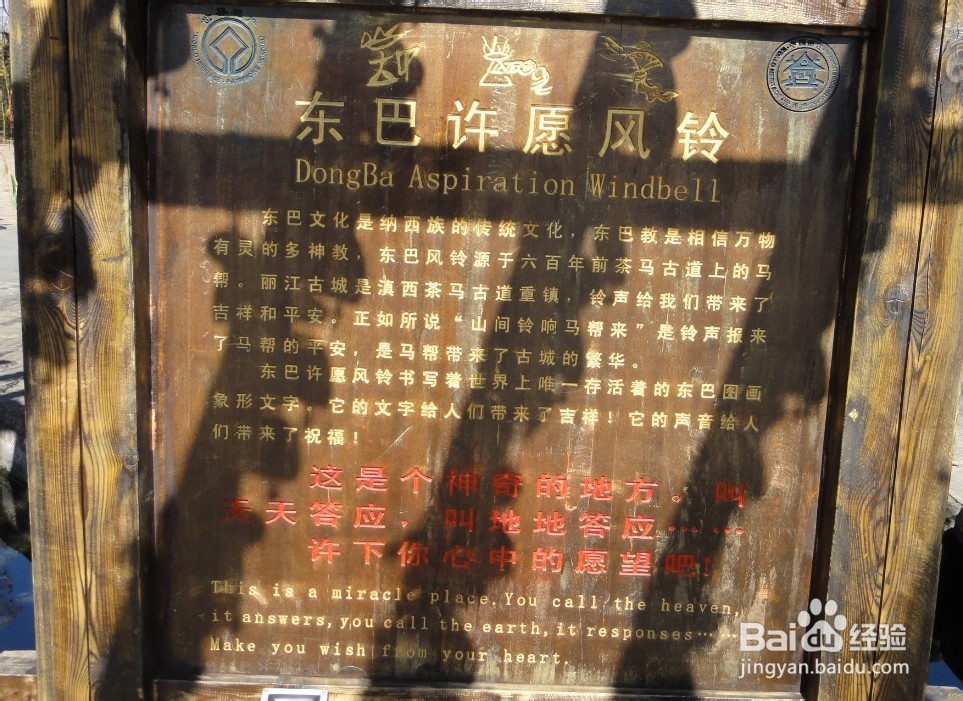 东巴许愿风铃
DongBa Aspiration Windbell
东巴文化是纳西族的传统文化，东巴教是相信万物
有灵的多神教，东巴风铃源于六百年前茶马古道上的马
帮。丽江古城是滇西茶马古道重镇，铃声给我们带来了
吉祥和平安。正如所说“山间铃响马帮来”是铃声报来
了马帮的平安，是马帮带来了古城的繁华。
东巴许愿风铃书写着世界上唯一存活着的东巴图画
象形文字。它的文字给人们带来了吉祥！它的声音给人
们带来了祝福！
这是个神奇的地方。叫
天天答应，叫地地答应……
许下你心中的愿望吧！
This is a miracle place.You call the heaven,
it answers,you call the earth,it responses……
Make you wish from your heart.
Baidu经验
jingyan.baidu.com